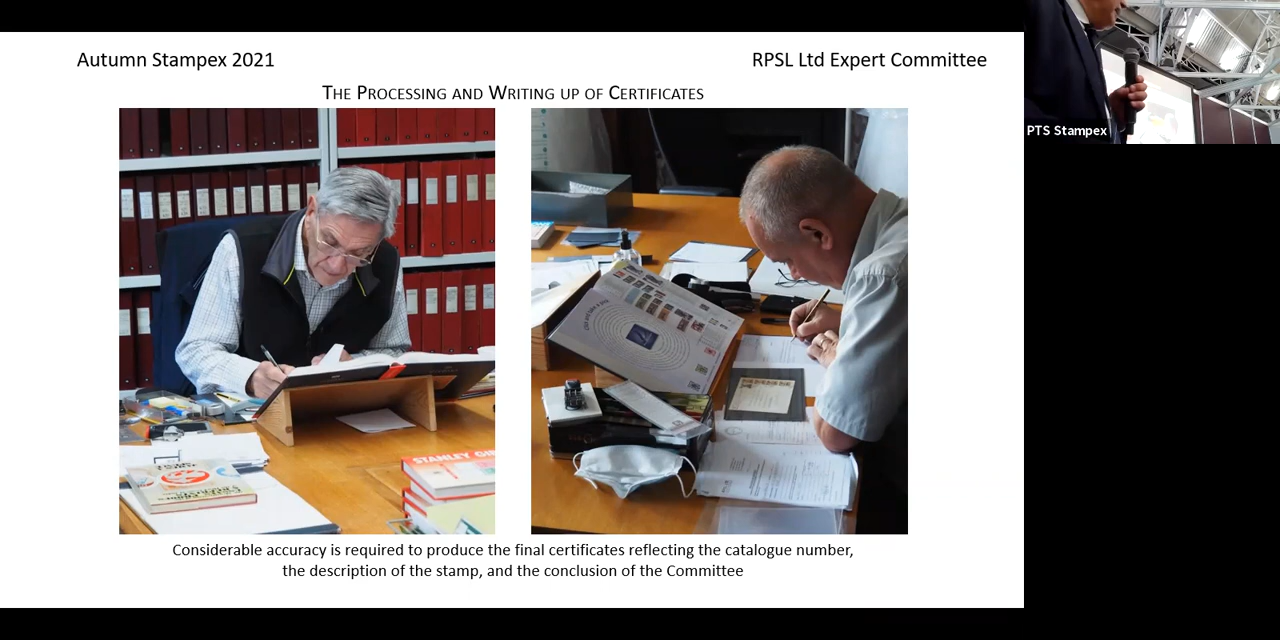 Autumn Stampex 2021
RPSL Ltd Expert Committee
THE PROCESSING AND WRITING UP OF CERTIFICATES
PTS Stampex
STANLEY GI
Considerable accuracy is required to produce the final certificates reflecting the catalogue number,
the description of the stamp, and the conclusion of the Committee